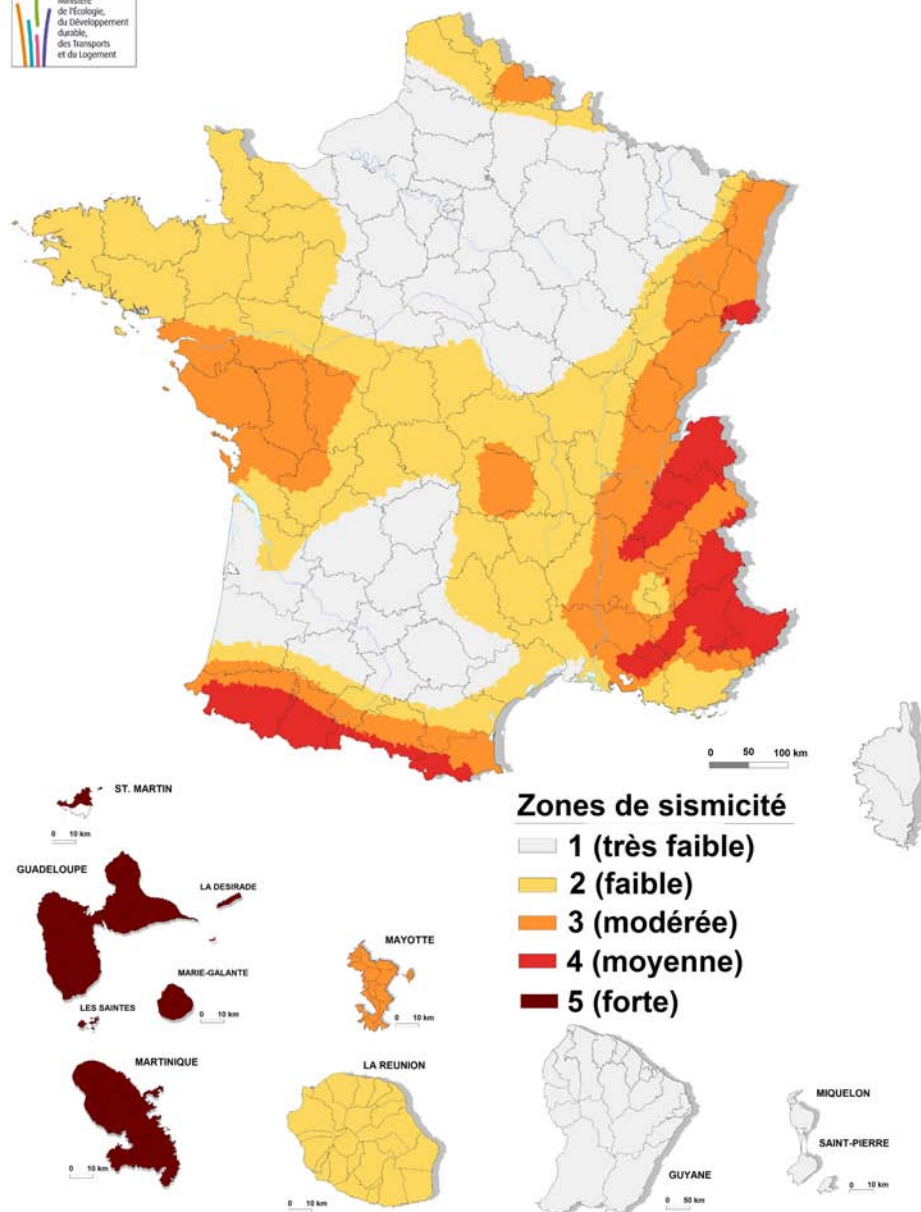 Ministère
de l'Écologie,
du Développement
durable,
des Transports
et du Logement
0 50 100 km
ST. MARTIN
0 10 km
GUADELOUPE
LA DESIRADE
MARIE-GALANTE
0 10 km
LES SAINTES
0 10 km
MAYOTTE
0 10 km
Zones de sismicité
1 (très faible)
2 (faible)
3 (modérée)
4 (moyenne)
5 (forte)
MARTINIQUE
0 10 km
LA REUNION
0 10 km
GUYANE
0 50 km
MIQUELON
SAINT-PIERRE
0 10 km